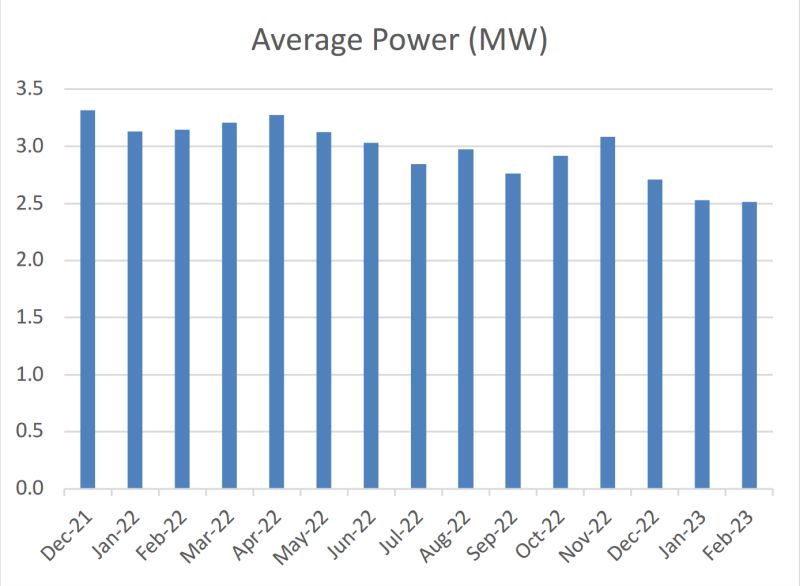 Average Power (MW)
3.5
3.0
2.5
2.0
1.5
1.0
0.5
0.0
Dec-21
Jan-22
Feb-22
Mar-22
Apr-22
May-22
Jun-22
Jul-22
Aug-22
Sep-22
Oct-22
Nov-22
Dec-22
Jan-23
Feb-23